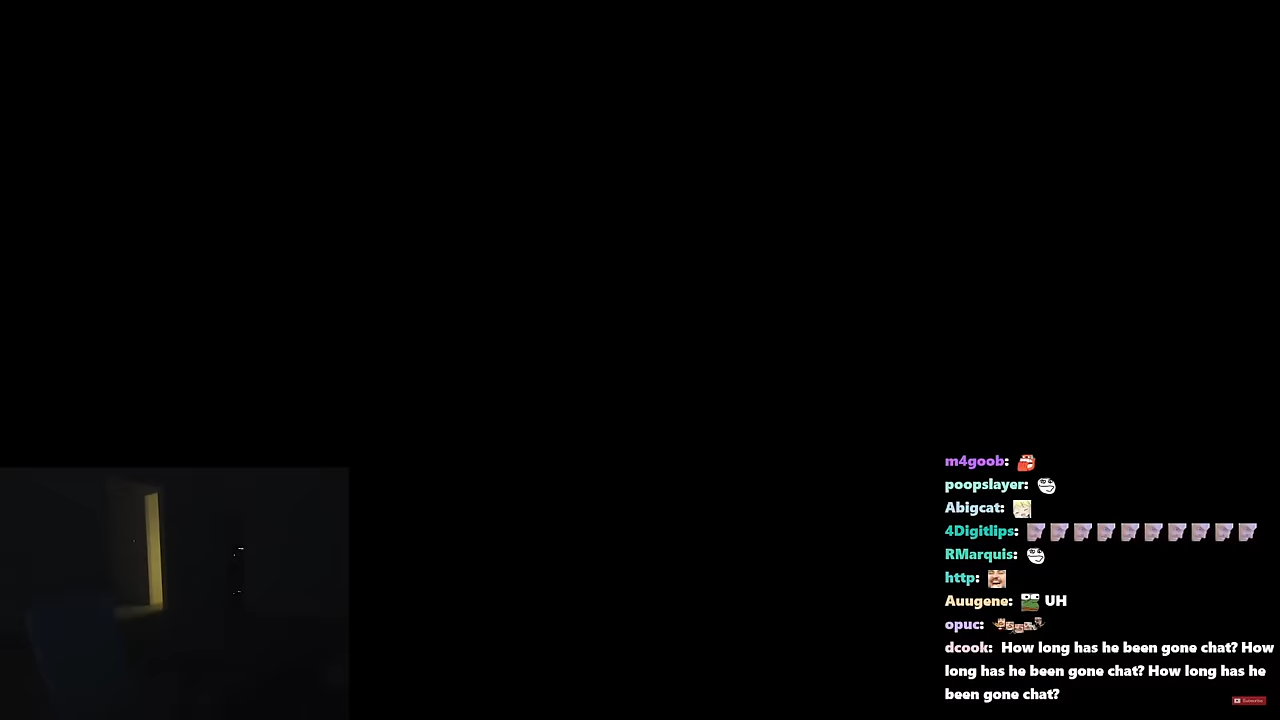 m4goob:
poopslayer:
Abigcat:
4Digitlips:
RMarquis:
http:
Auugene: UH
opuc:
dcook: How long has he been gone chat? How
long has he been gone chat? How long has he
been gone chat?
Subscribe